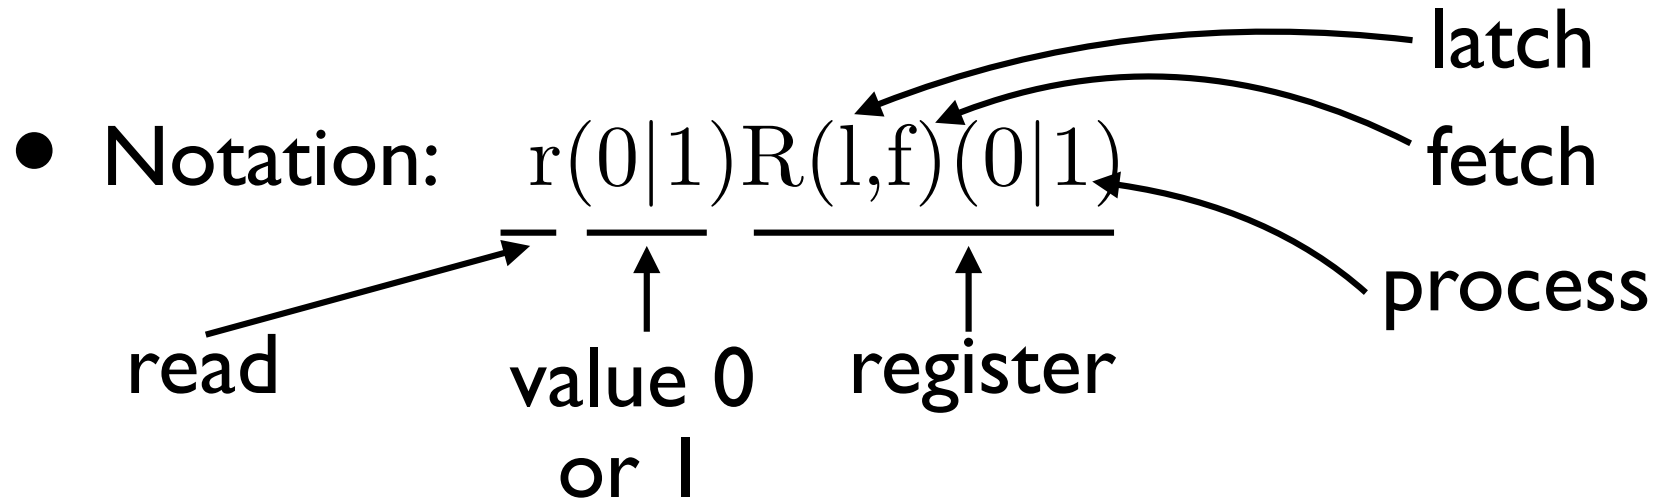 latch
• Notation: r(0|1)R(l,f)(0|1)
fetch
process
read
value 0
or 1
register